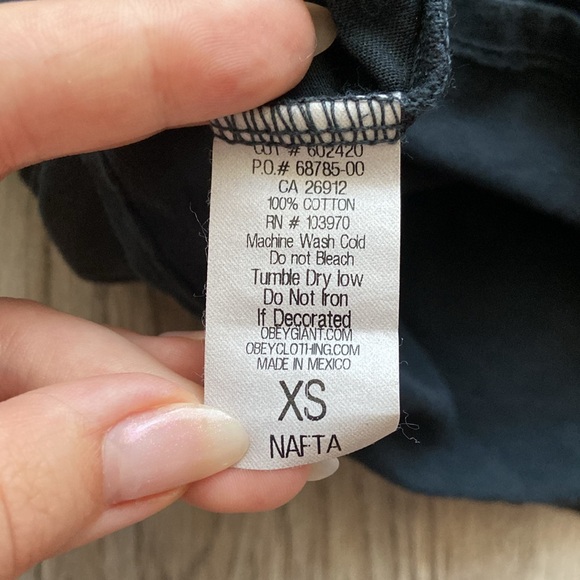 CUT # 602420
P.O.# 68785-00
CA 26912
100% COTTON
RN # 103970
Machine Wash Cold
Do not Bleach
Tumble Dry low
Do Not Iron
If Decorated
OBEYGIANT.COM
OBEYCLOTHING.COM
MADE IN MEXICO
XS
NAFTA